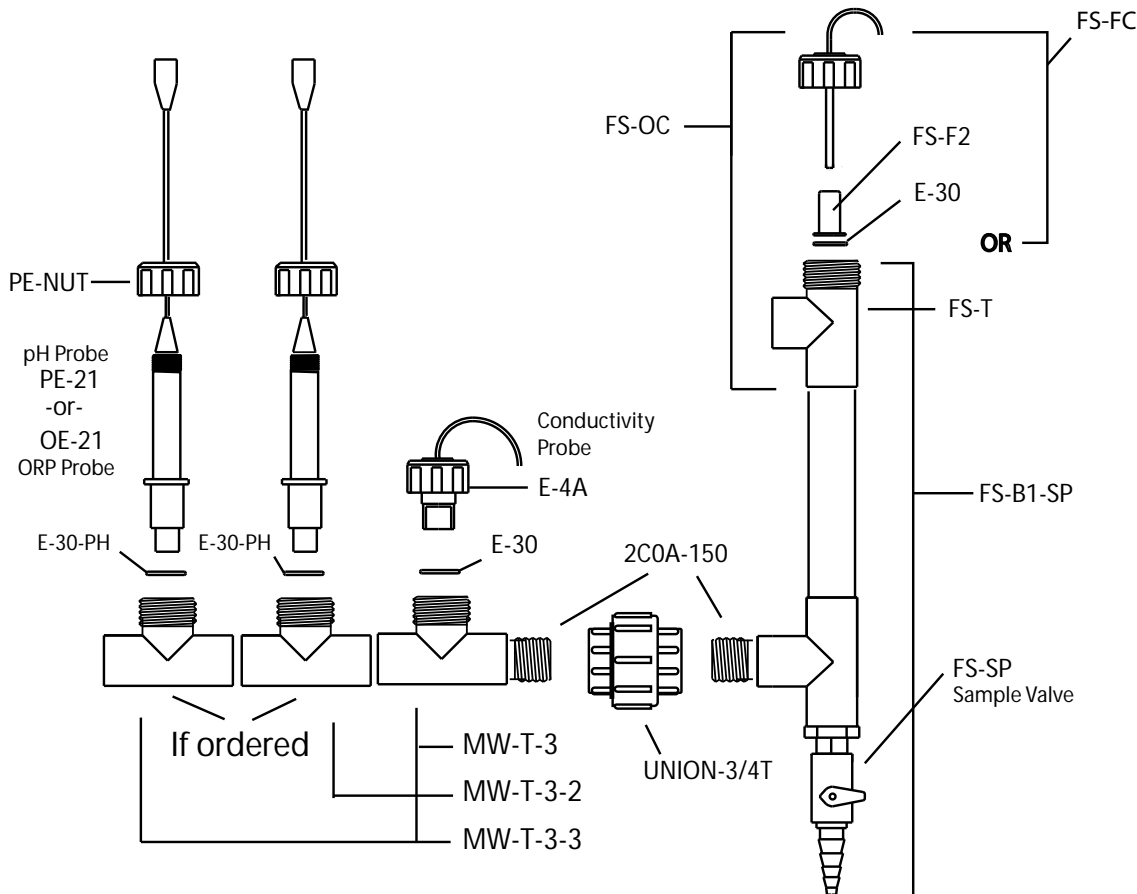 FS-FC
FS-OC
FS-F2
E-30
OR
PE-NUT
FS-T
pH Probe
PE-21
-or-
OE-21
ORP Probe
Conductivity
Probe
E-4A
FS-B1-SP
E-30-PH
E-30-PH
E-30
2C0A-150
FS-SP
Sample Valve
If ordered
MW-T-3
UNION-3/4T
MW-T-3-2
MW-T-3-3